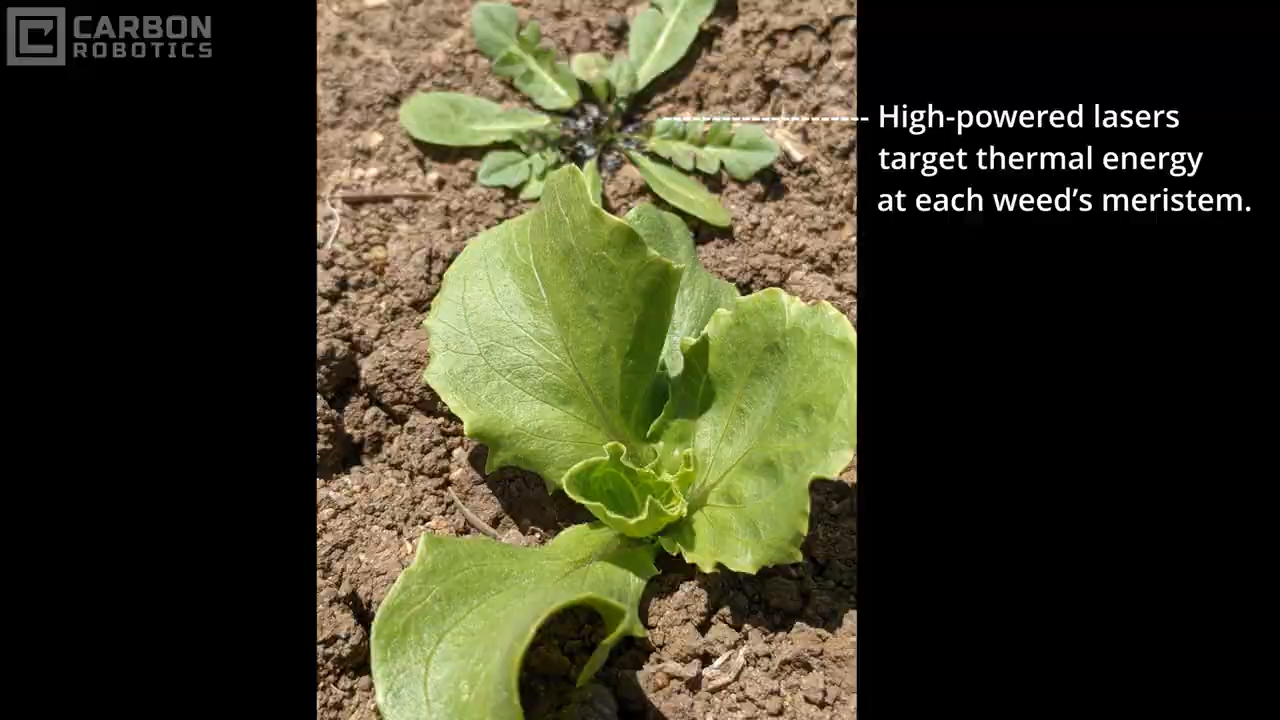 CARBON
ROBOTICS
High-powered lasers
target thermal energy
at each weed’s meristem.